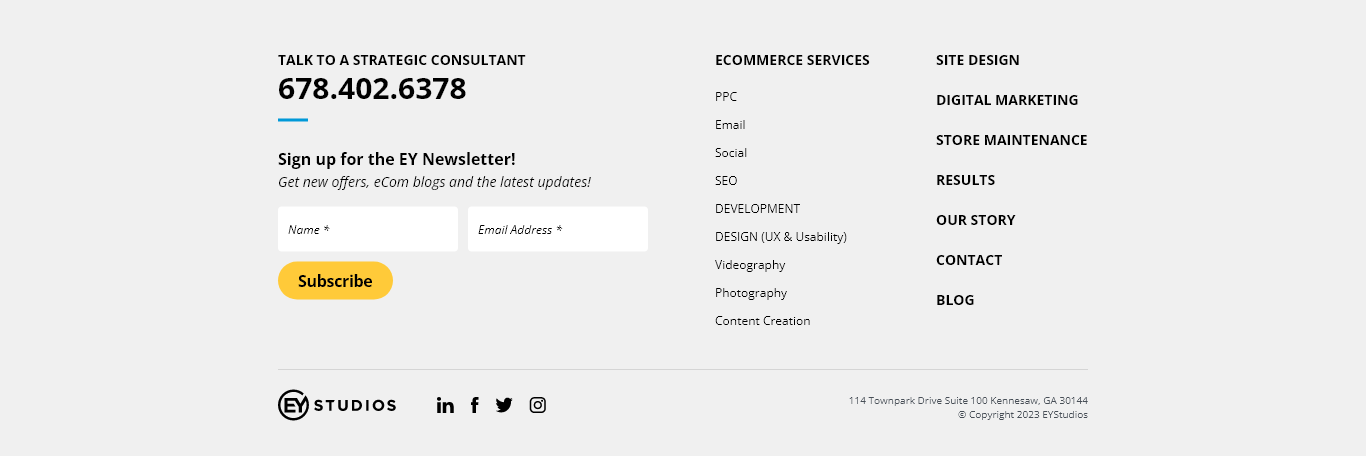 TALK TO A STRATEGIC CONSULTANT
678.402.6378
Sign up for the EY Newsletter!
Get new offers, eCom blogs and the latest updates!
Name *
Email Address *
Subscribe
ECOMMERCE SERVICES
PPC
Email
Social
SEO
DEVELOPMENT
DESIGN (UX & Usability)
Videography
Photography
Content Creation
SITE DESIGN
DIGITAL MARKETING
STORE MAINTENANCE
RESULTS
OUR STORY
CONTACT
BLOG
EY STUDIOS
114 Townpark Drive Suite 100 Kennesaw, GA 30144
© Copyright 2023 EYStudios